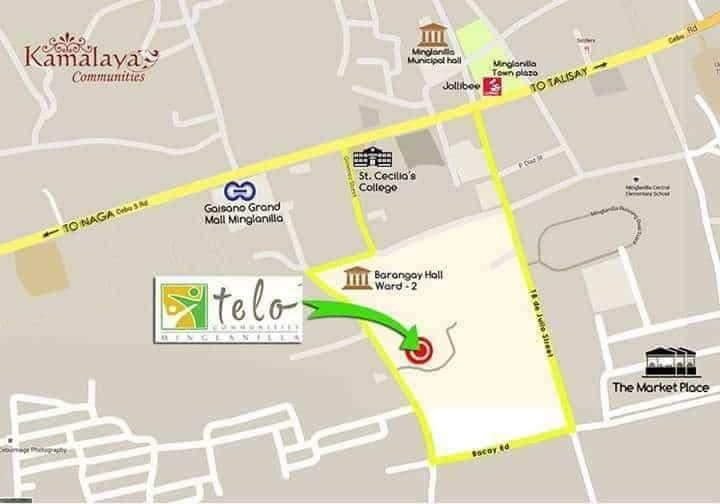 Kamalaya
Communities
Minglanilla
Municipal hall
Minglanilla
Town plaza
Jollibee
Cebu Rd
TO TALISAY
St. Cecilia's
College
P Diaz St
Minglanilla Central
Elementary School
Gaisano Grand
Mall Minglanilla
TO NAGA
Cebu S Rd
Barangay Hall
Ward - 2
telo
COMMUNITIES
MINGLANILLA
18 de Julio Street
The Market Place
Bacay Rd
Cebuimage Photography